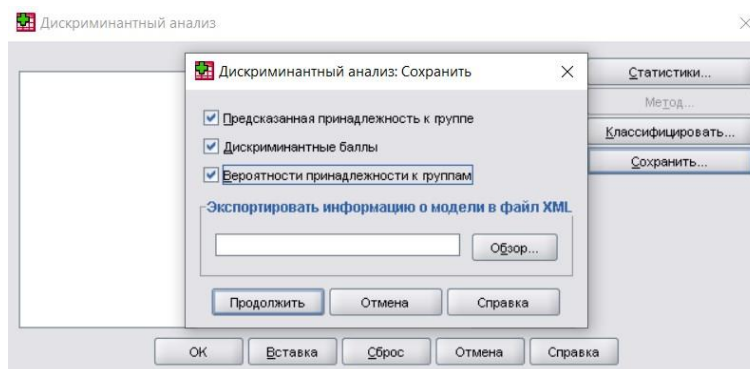 Дискриминантный анализ
Дискриминантный анализ: Сохранить
Статистики...
Метод...
Классифицировать...
Сохранить...
Предсказанная принадлежность к группе
Дискриминантные баллы
Вероятности принадлежности к группам
Экспортировать информацию о модели в файл XML
Обзор...
Продолжить Отмена Справка
ОК Вставка Сброс Отмена Справка